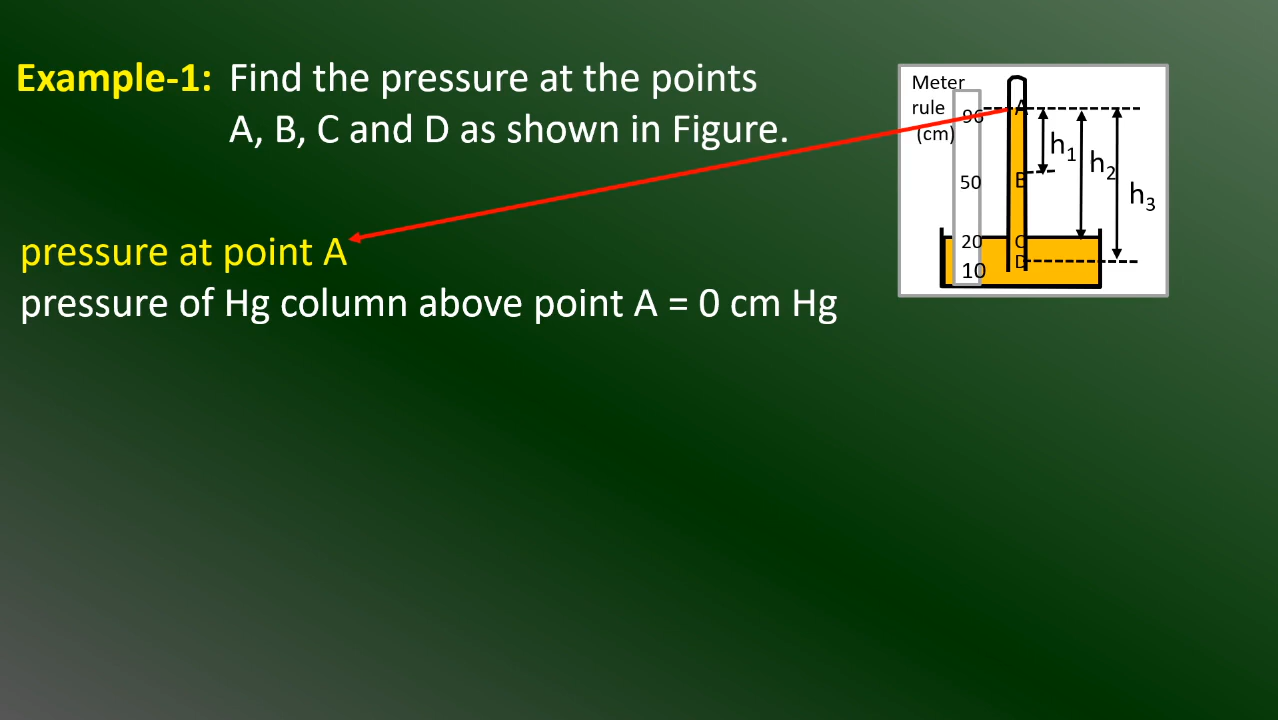 Example-1: Find the pressure at the points
A, B, C and D as shown in Figure.
pressure at point A
pressure of Hg column above point A = 0 cm Hg
Meter
rule
(cm)
96
50
20
10
A
B
C
D
h₁
h₂
h₃